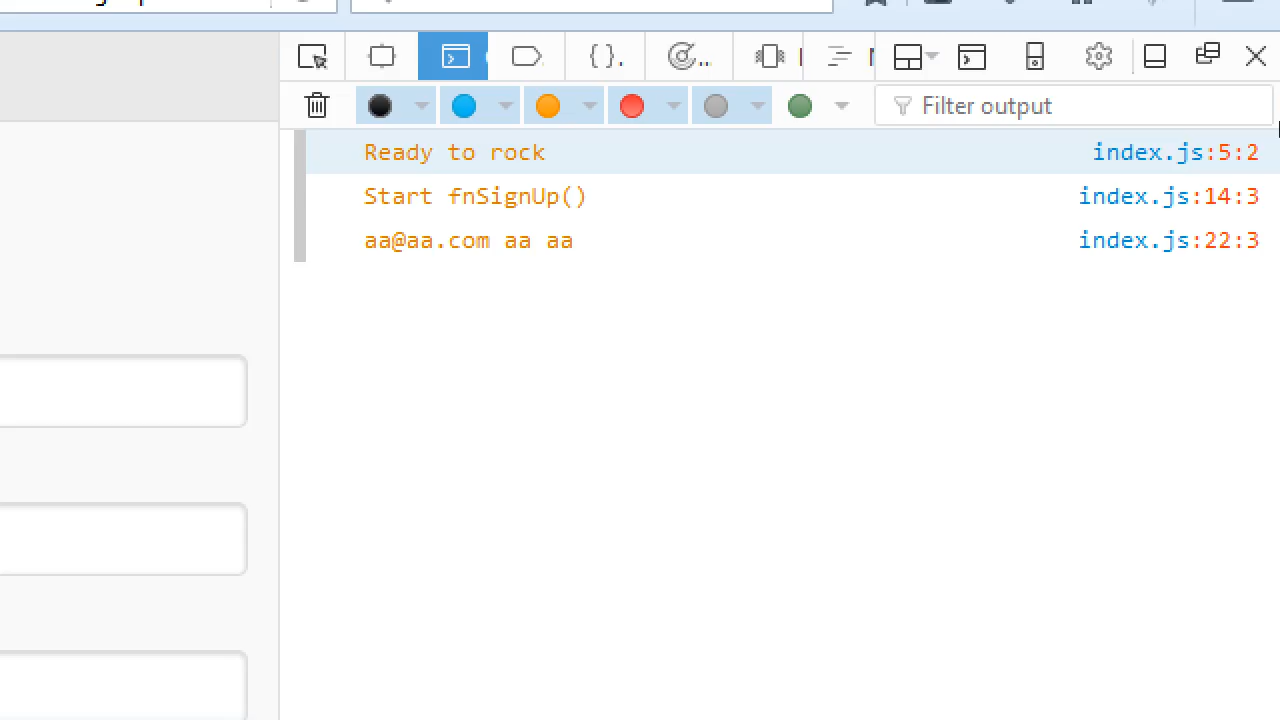 Filter output
Ready to rock index.js:5:2
Start fnSignUp() index.js:14:3
aa@aa.com aa aa index.js:22:3